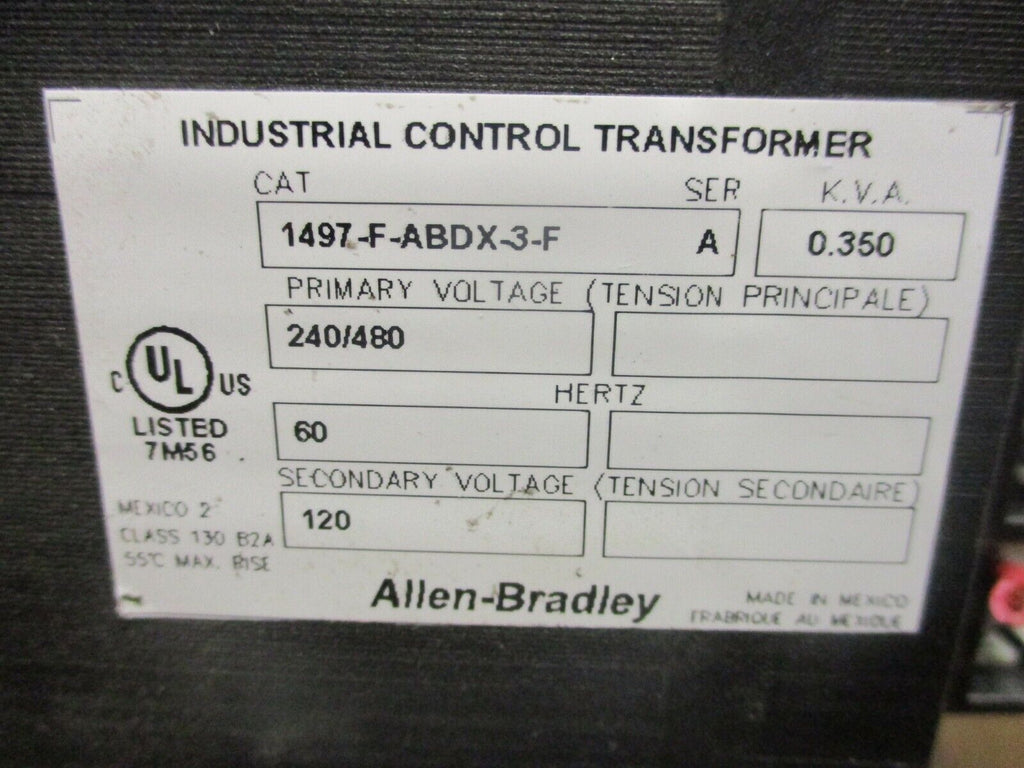 INDUSTRIAL CONTROL TRANSFORMER
CAT SER K.V.A.
1497-F-ABDX-3-F A 0.350
PRIMARY VOLTAGE (TENSION PRINCIPALE)
240/480
HERTZ
60
SECONDARY VOLTAGE (TENSION SECONDAIRE)
120
C UL US
LISTED
7M56
MEXICO 2
CLASS 130 B2A
55°C MAX. RISE
Allen-Bradley
MADE IN MEXICO
FRABRIQUE AU MEXIQUE